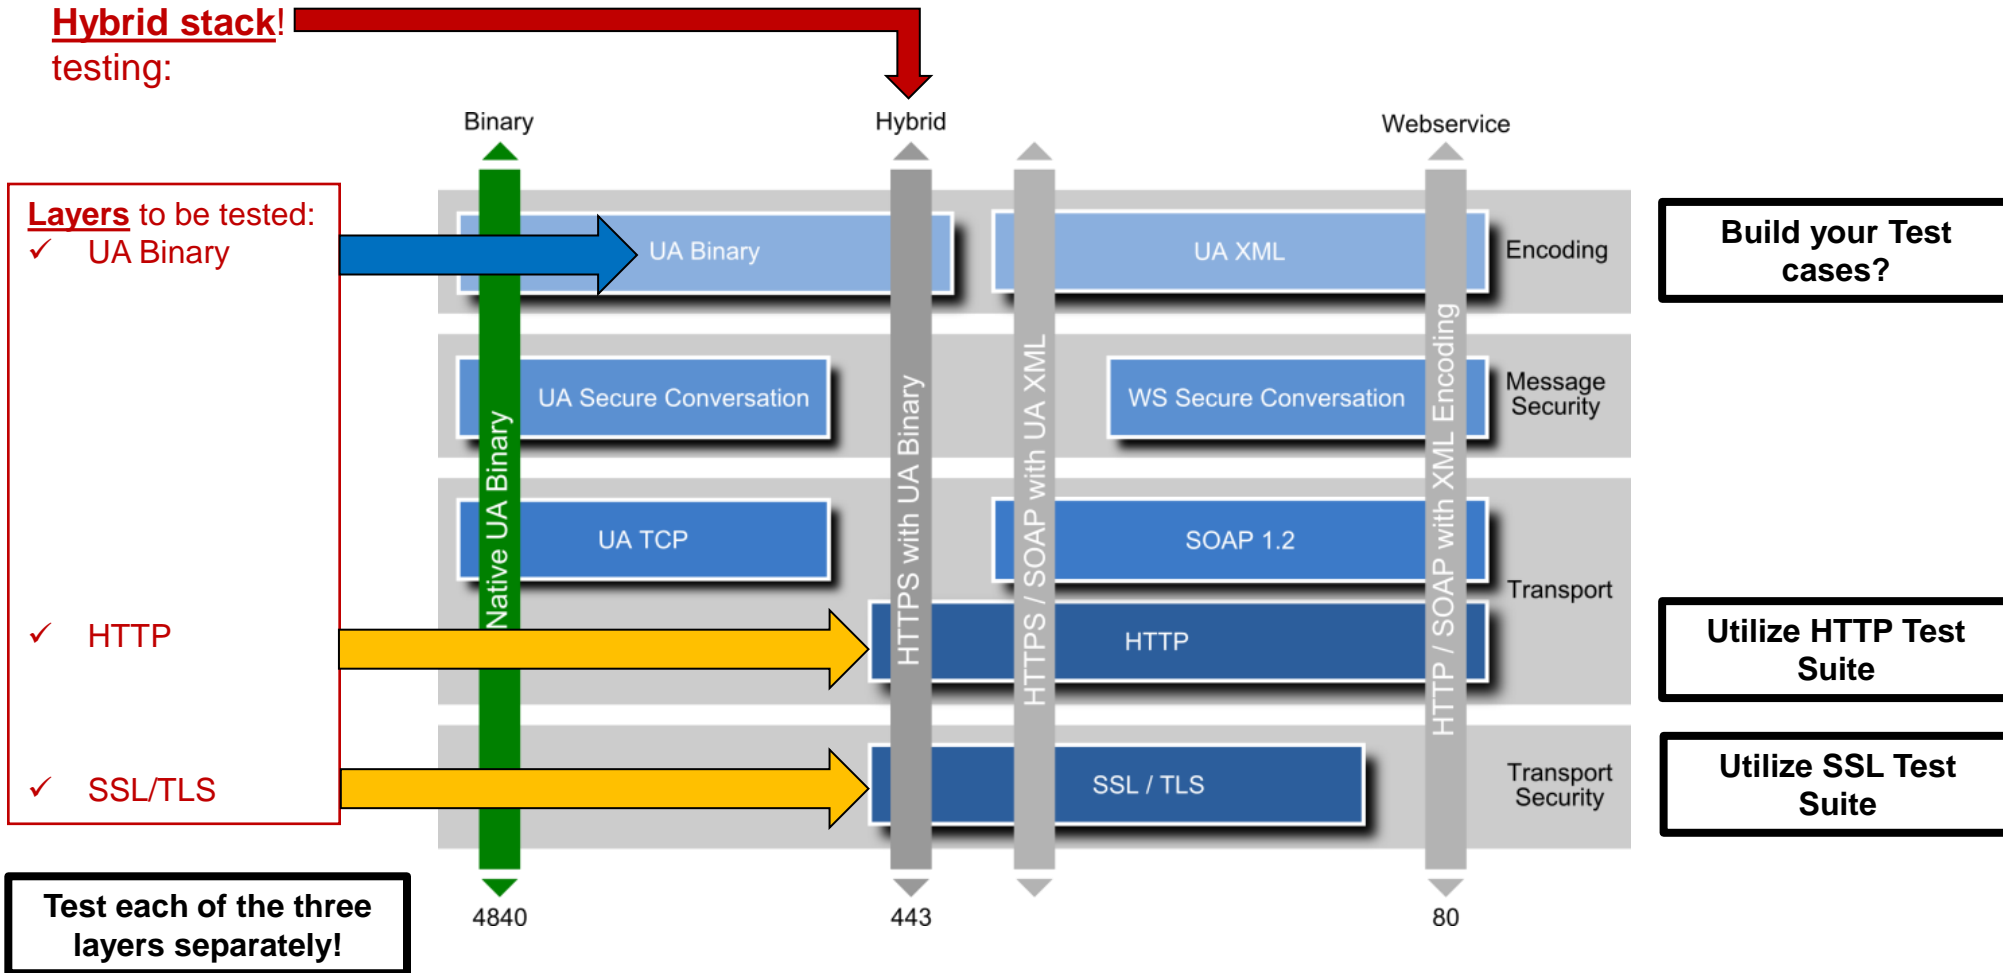 Hybrid stack!
testing:
Binary
Hybrid
Webservice
Layers to be tested:
✓ UA Binary
✓ HTTP
✓ SSL/TLS
UA Binary
UA XML
Encoding
UA Secure Conversation
WS Secure Conversation
Message
Security
UA TCP
SOAP 1.2
Transport
HTTP
SSL / TLS
Transport
Security
Native UA Binary
HTTPS with UA Binary
HTTPS / SOAP with UA XML
HTTP / SOAP with XML Encoding
4840
443
80
Build your Test
cases?
Utilize HTTP Test
Suite
Utilize SSL Test
Suite
Test each of the three
layers separately!